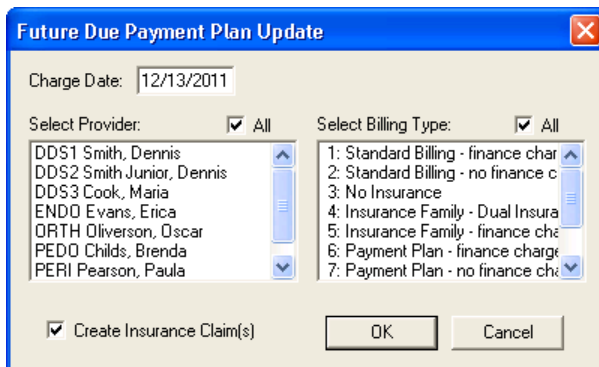 Future Due Payment Plan Update
Charge Date: 12/13/2011
Select Provider: All
DDS1 Smith, Dennis
DDS2 Smith Junior, Dennis
DDS3 Cook, Maria
ENDO Evans, Erica
ORTH Oliverson, Oscar
PEDO Childs, Brenda
PERI Pearson, Paula
Select Billing Type: All
1: Standard Billing - finance char
2: Standard Billing - no finance c
3: No Insurance
4: Insurance Family - Dual Insura
5: Insurance Family - finance cha
6: Payment Plan - finance charge
7: Payment Plan - no finance cha
Create Insurance Claim(s)
OK Cancel